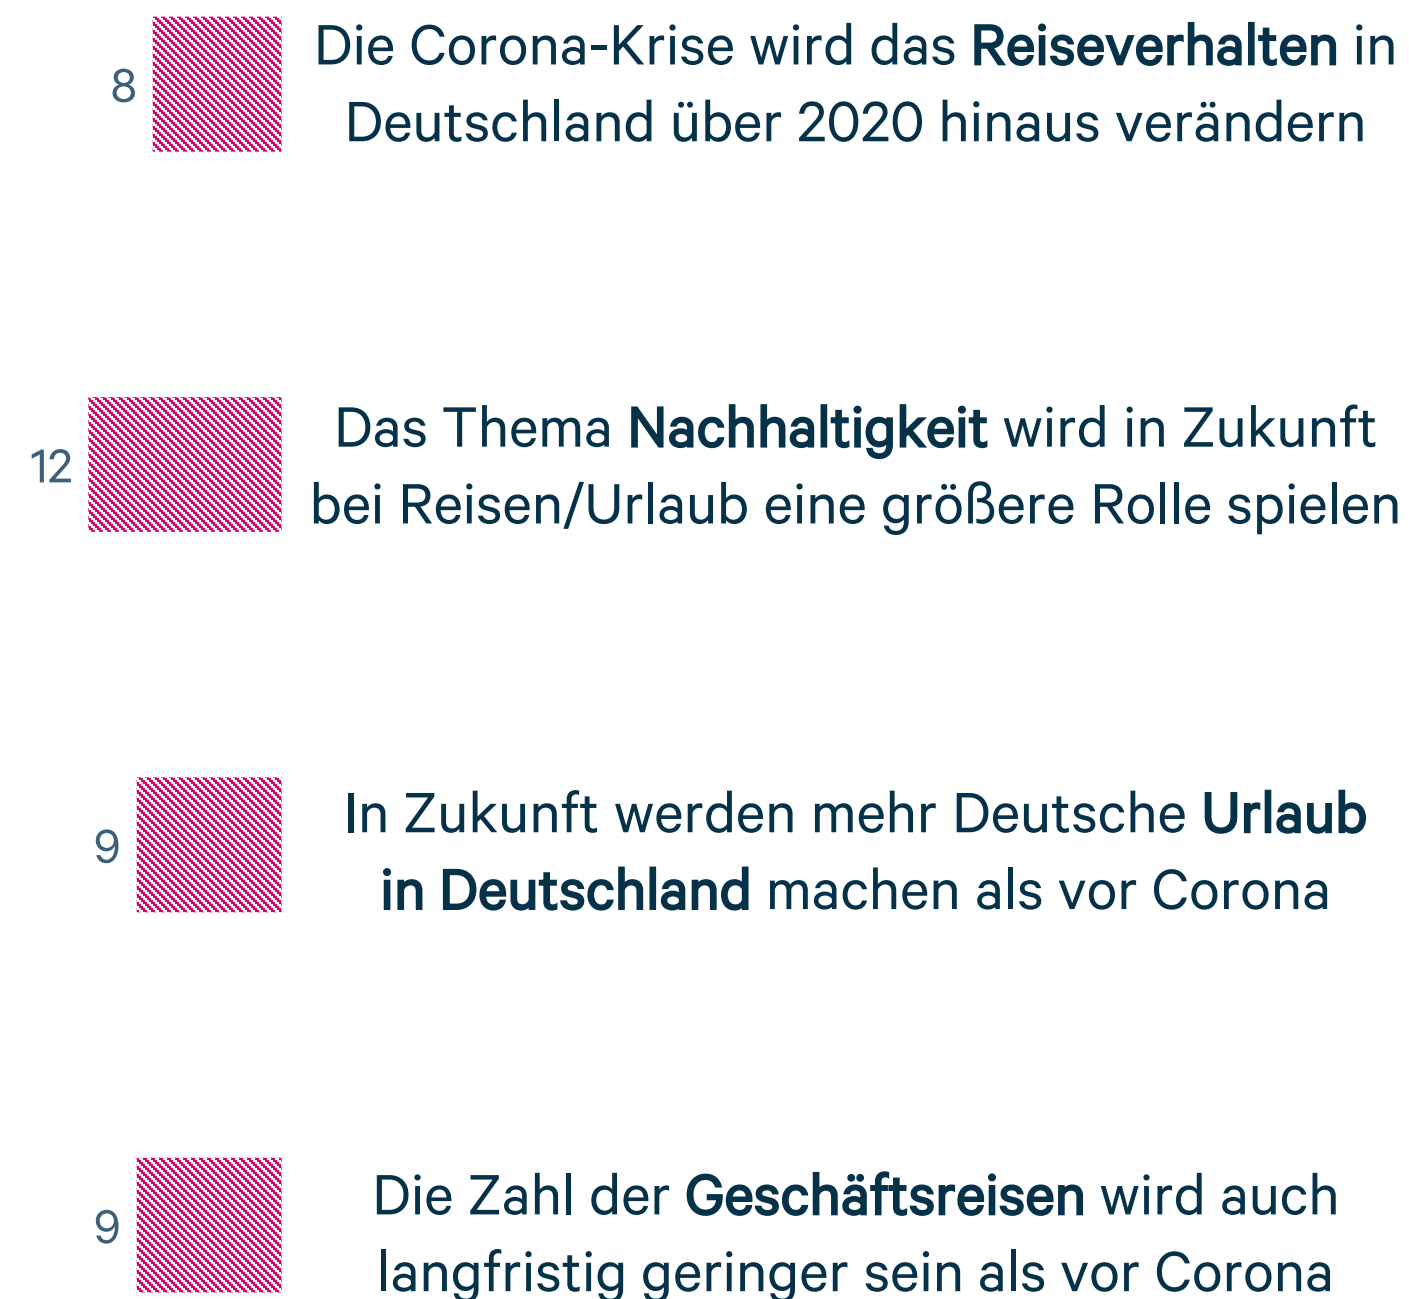 8
Die Corona-Krise wird das Reiseverhalten in
Deutschland über 2020 hinaus verändern
12
Das Thema Nachhaltigkeit wird in Zukunft
bei Reisen/Urlaub eine größere Rolle spielen
9
In Zukunft werden mehr Deutsche Urlaub
in Deutschland machen als vor Corona
9
Die Zahl der Geschäftsreisen wird auch
langfristig geringer sein als vor Corona